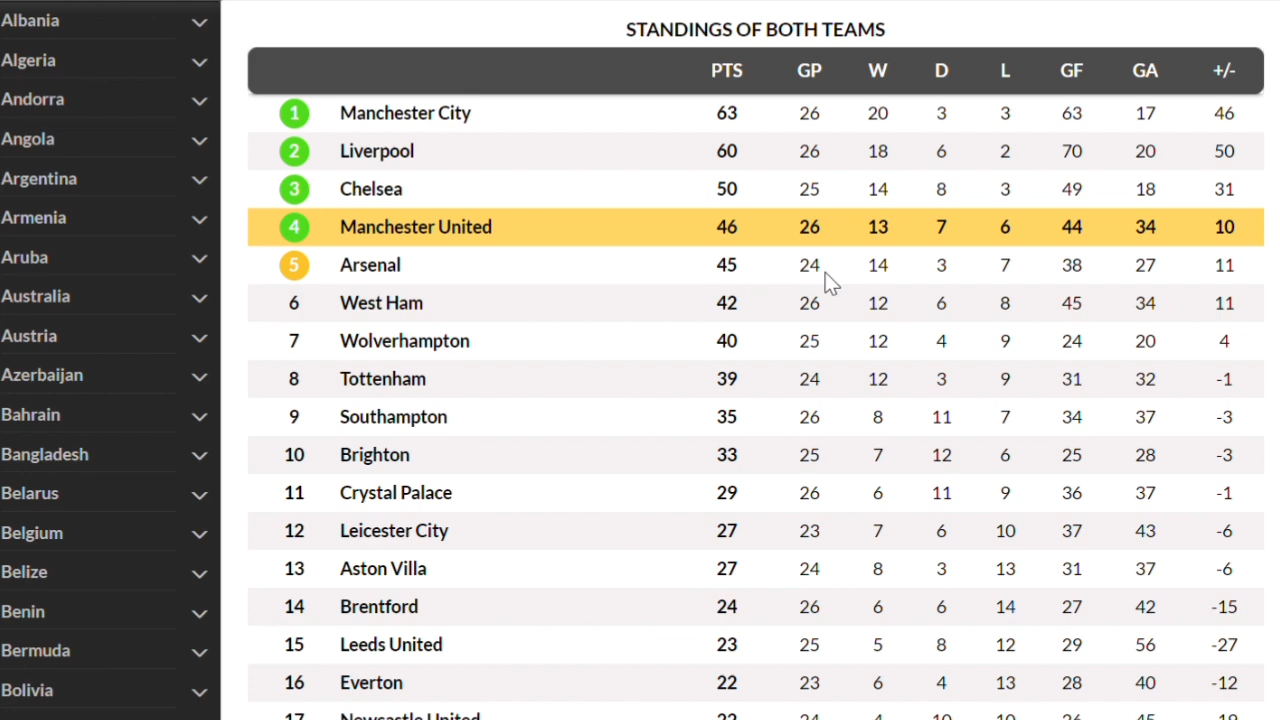 Albania
Algeria
Andorra
Angola
Argentina
Armenia
Aruba
Australia
Austria
Azerbaijan
Bahrain
Bangladesh
Belarus
Belgium
Belize
Benin
Bermuda
Bolivia
STANDINGS OF BOTH TEAMS
PTS GP W D L GF GA +/-
1 Manchester City 63 26 20 3 3 63 17 46
2 Liverpool 60 26 18 6 2 70 20 50
3 Chelsea 50 25 14 8 3 49 18 31
4 Manchester United 46 26 13 7 6 44 34 10
5 Arsenal 45 24 14 3 7 38 27 11
6 West Ham 42 26 12 6 8 45 34 11
7 Wolverhampton 40 25 12 4 9 24 20 4
8 Tottenham 39 24 12 3 9 31 32 -1
9 Southampton 35 26 8 11 7 34 37 -3
10 Brighton 33 25 7 12 6 25 28 -3
11 Crystal Palace 29 26 6 11 9 36 37 -1
12 Leicester City 27 23 7 6 10 37 43 -6
13 Aston Villa 27 24 8 3 13 31 37 -6
14 Brentford 24 26 6 6 14 27 42 -15
15 Leeds United 23 25 5 8 12 29 56 -27
16 Everton 22 23 6 4 13 28 40 -12
17 Newcastle United 22 24 4 10 10 26 45 -19